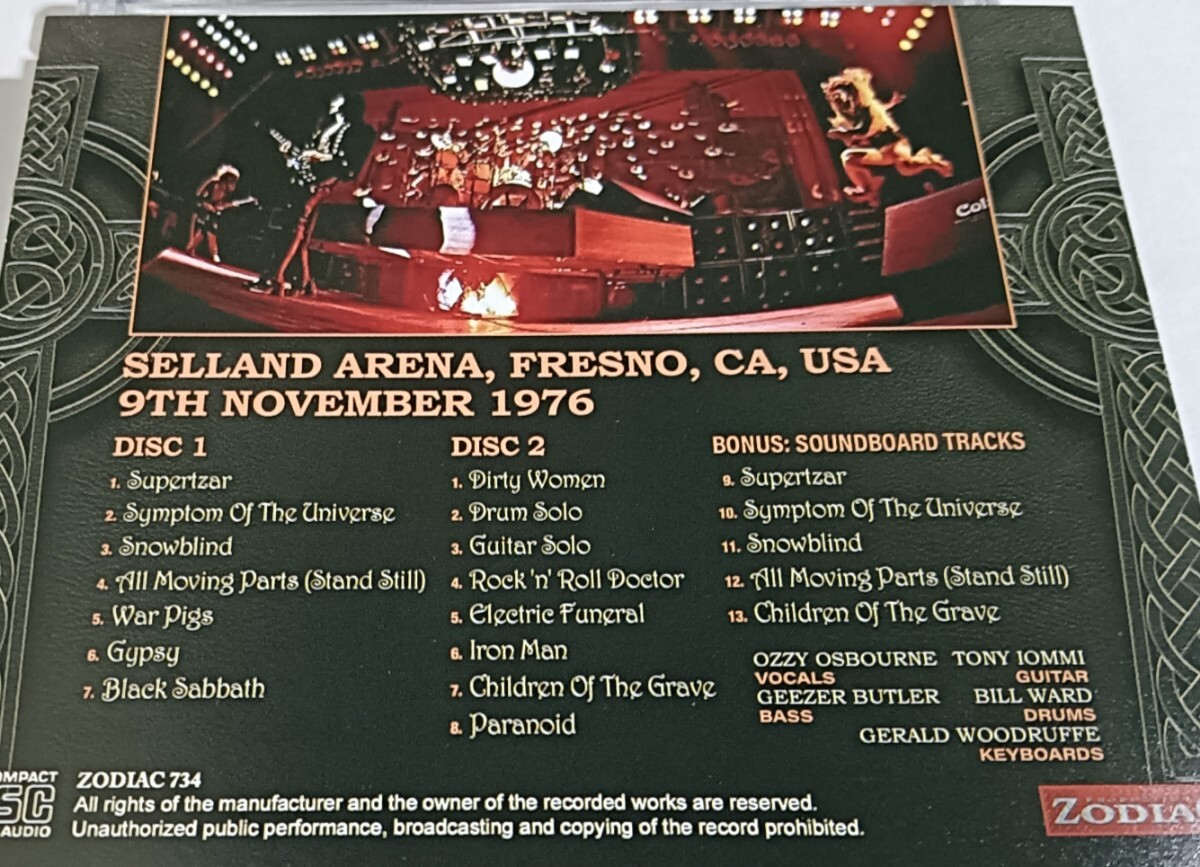 SELLAND ARENA, FRESNO, CA, USA
9TH NOVEMBER 1976
DISC 1
1. Supertzar
2. Symptom Of The Universe
3. Snowblind
4. All Moving Parts (Stand Still)
5. War Pigs
6. Gypsy
7. Black Sabbath
DISC 2
1. Dirty Women
2. Drum Solo
3. Guitar Solo
4. Rock 'n' Roll Doctor
5. Electric Funeral
6. Iron Man
7. Children Of The Grave
8. Paranoid
BONUS: SOUNDBOARD TRACKS
9. Supertzar
10. Symptom Of The Universe
11. Snowblind
12. All Moving Parts (Stand Still)
13. Children Of The Grave
OZZY OSBOURNE TONY IOMMI
VOCALS GUITAR
GEEZER BUTLER BILL WARD
BASS DRUMS
GERALD WOODRUFFE
KEYBOARDS
OMPACT
SC
AUDIO
ZODIAC 734
All rights of the manufacturer and the owner of the recorded works are reserved.
Unauthorized public performance, broadcasting and copying of the record prohibited.
ZODIA